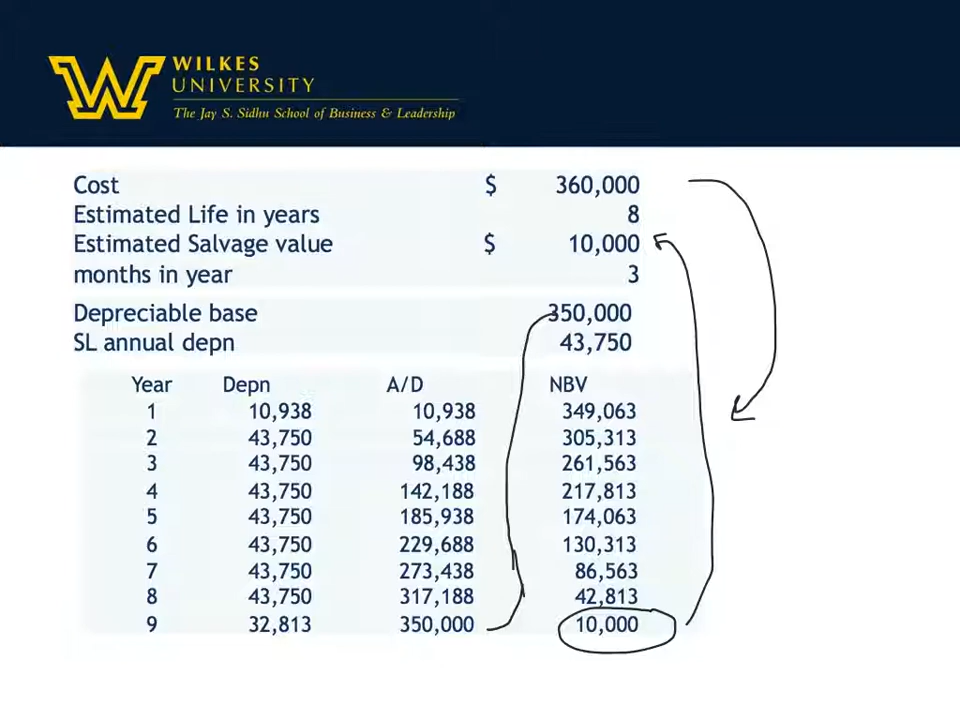 WILKES
UNIVERSITY
The Jay S. Sidhu School of Business & Leadership
Cost $ 360,000
Estimated Life in years 8
Estimated Salvage value $ 10,000
months in year 3
Depreciable base 350,000
SL annual depn 43,750
Year Depn A/D NBV
1 10,938 10,938 349,063
2 43,750 54,688 305,313
3 43,750 98,438 261,563
4 43,750 142,188 217,813
5 43,750 185,938 174,063
6 43,750 229,688 130,313
7 43,750 273,438 86,563
8 43,750 317,188 42,813
9 32,813 350,000 10,000